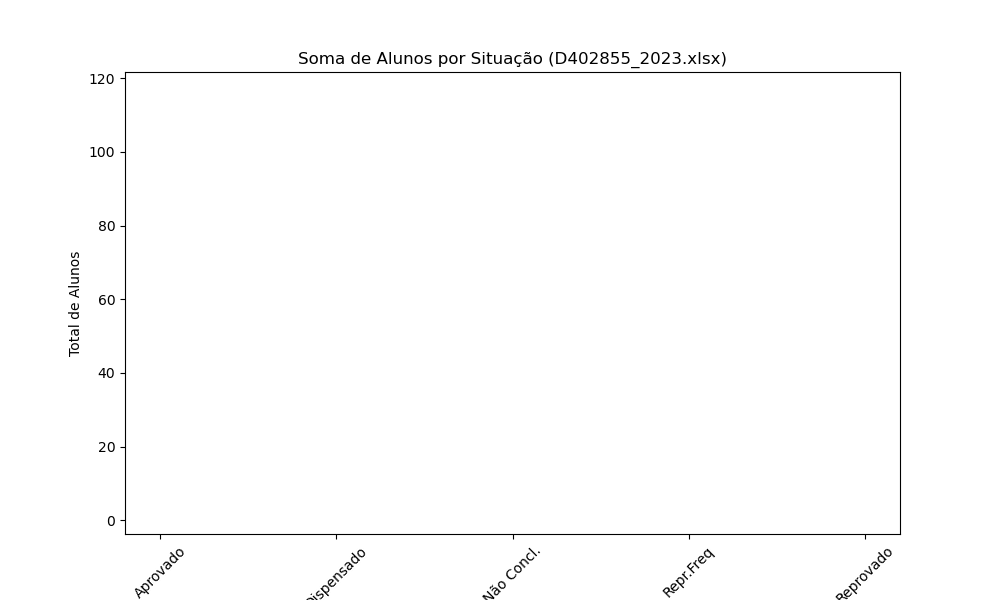 Soma de Alunos por Situação (D402855_2023.xlsx)
120
100
80
60
40
20
0
Total de Alunos
Aprovado
Dispensado
Não Concl.
Repr.Freq
Reprovado